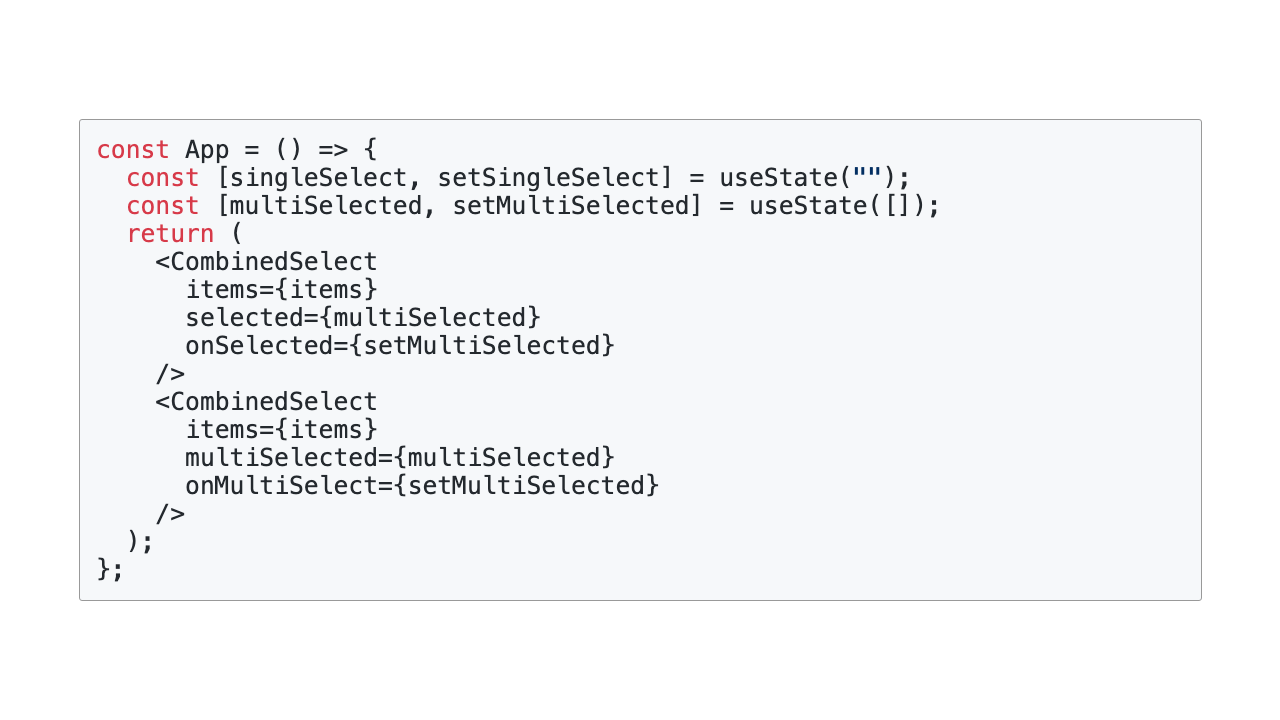 const App = () => {
  const [singleSelect, setSingleSelect] = useState("");
  const [multiSelected, setMultiSelected] = useState([]);
  return (
    <CombinedSelect
      items={items}
      selected={multiSelected}
      onSelected={setMultiSelected}
    />
    <CombinedSelect
      items={items}
      multiSelected={multiSelected}
      onMultiSelect={setMultiSelected}
    />
  );
};